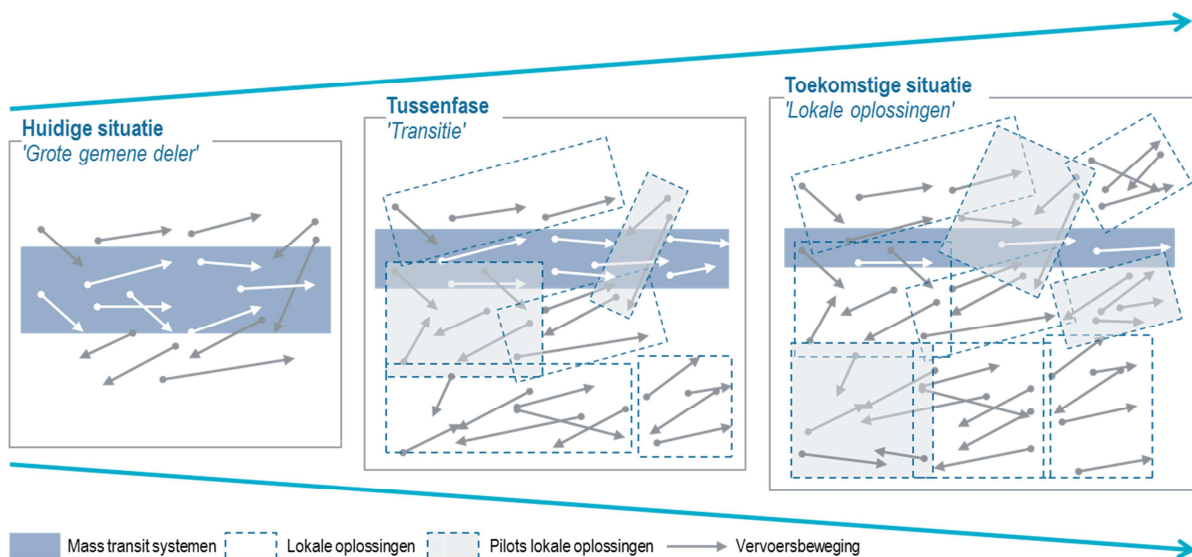 Huidige situatie
'Grote gemene deler'
Tussenfase
'Transitie'
Toekomstige situatie
'Lokale oplossingen'
Mass transit systemen
Lokale oplossingen
Pilots lokale oplossingen
Vervoersbeweging